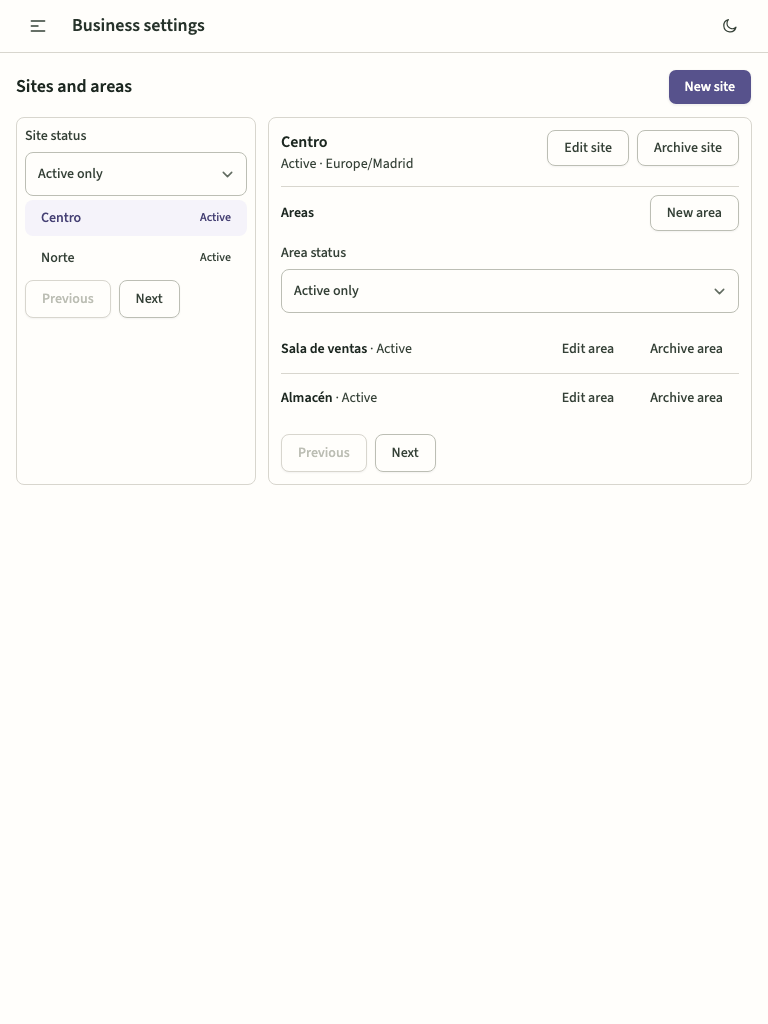 Business settings
Sites and areas
New site
Site status
Active only
Centro Active
Norte Active
Previous Next
Centro
Active · Europe/Madrid
Edit site Archive site
Areas
New area
Area status
Active only
Sala de ventas · Active Edit area Archive area
Almacén · Active Edit area Archive area
Previous Next